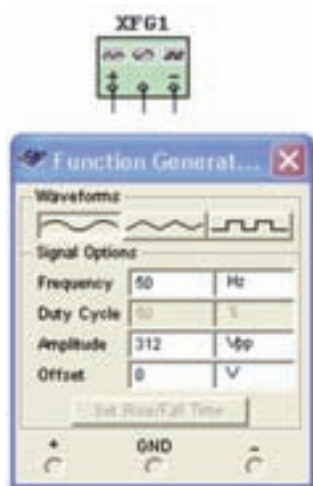 XFG1
+ −
Function Generat... X
Waveforms
Signal Options
Frequency 50 Hz
Duty Cycle 50 %
Amplitude 312 Vpp
Offset 0 V
Set Rise/Fall Time
+ GND −